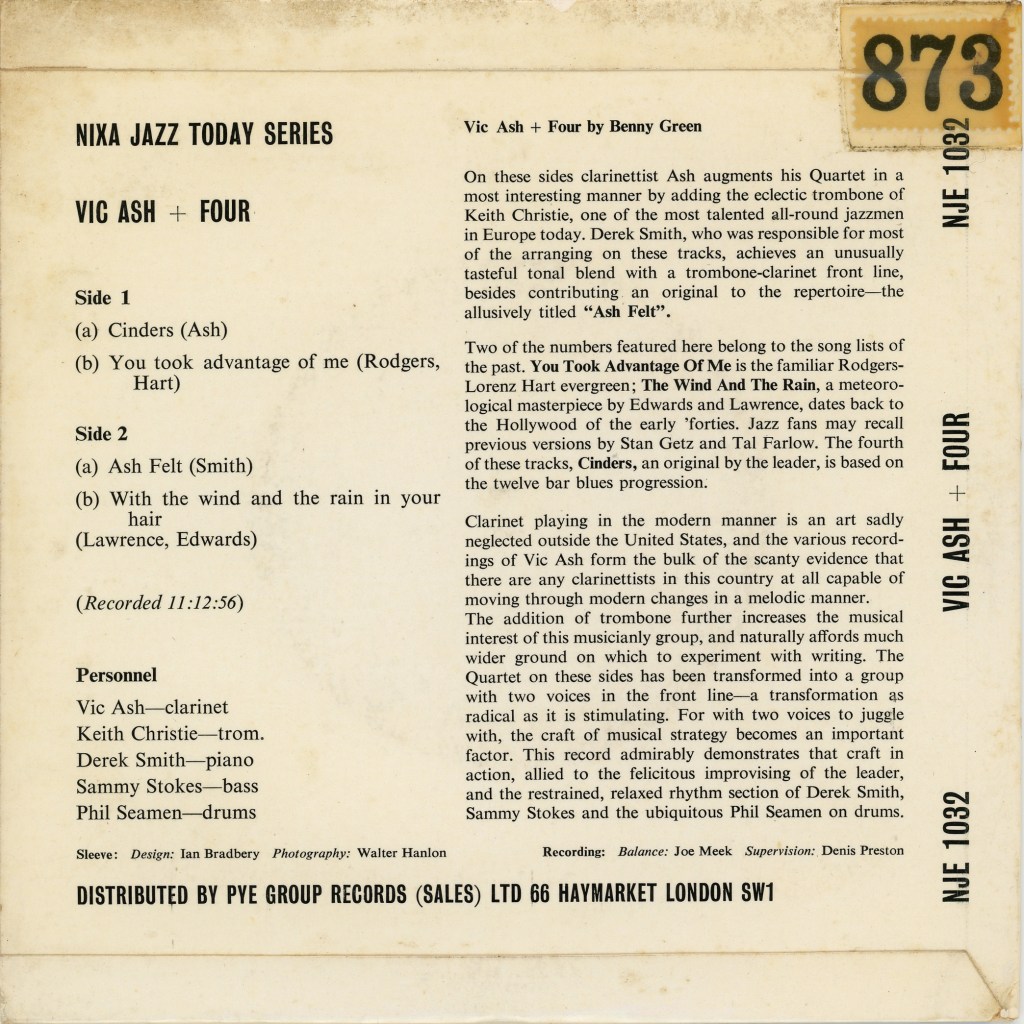 873
NIXA JAZZ TODAY SERIES
VIC ASH + FOUR
Side 1
(a) Cinders (Ash)
(b) You took advantage of me (Rodgers,
Hart)
Side 2
(a) Ash Felt (Smith)
(b) With the wind and the rain in your
hair
(Lawrence, Edwards)
(Recorded 11:12:56)
Personnel
Vic Ash—clarinet
Keith Christie—trom.
Derek Smith—piano
Sammy Stokes—bass
Phil Seamen—drums
Vic Ash + Four by Benny Green
On these sides clarinettist Ash augments his Quartet in a
most interesting manner by adding the eclectic trombone of
Keith Christie, one of the most talented all-round jazzmen
in Europe today. Derek Smith, who was responsible for most
of the arranging on these tracks, achieves an unusually
tasteful tonal blend with a trombone-clarinet front line,
besides contributing an original to the repertoire—the
allusively titled “Ash Felt”.
Two of the numbers featured here belong to the song lists of
the past. You Took Advantage Of Me is the familiar Rodgers-
Lorenz Hart evergreen; The Wind And The Rain, a meteoro-
logical masterpiece by Edwards and Lawrence, dates back to
the Hollywood of the early ’forties. Jazz fans may recall
previous versions by Stan Getz and Tal Farlow. The fourth
of these tracks, Cinders, an original by the leader, is based on
the twelve bar blues progression.
Clarinet playing in the modern manner is an art sadly
neglected outside the United States, and the various record-
ings of Vic Ash form the bulk of the scanty evidence that
there are any clarinettists in this country at all capable of
moving through modern changes in a melodic manner.
The addition of trombone further increases the musical
interest of this musicianly group, and naturally affords much
wider ground on which to experiment with writing. The
Quartet on these sides has been transformed into a group
with two voices in the front line—a transformation as
radical as it is stimulating. For with two voices to juggle
with, the craft of musical strategy becomes an important
factor. This record admirably demonstrates that craft in
action, allied to the felicitous improvising of the leader,
and the restrained, relaxed rhythm section of Derek Smith,
Sammy Stokes and the ubiquitous Phil Seamen on drums.
Sleeve: Design: Ian Bradbery Photography: Walter Hanlon
Recording: Balance: Joe Meek Supervision: Denis Preston
DISTRIBUTED BY PYE GROUP RECORDS (SALES) LTD 66 HAYMARKET LONDON SW1
NJE 1032
VIC ASH + FOUR
NJE 1032